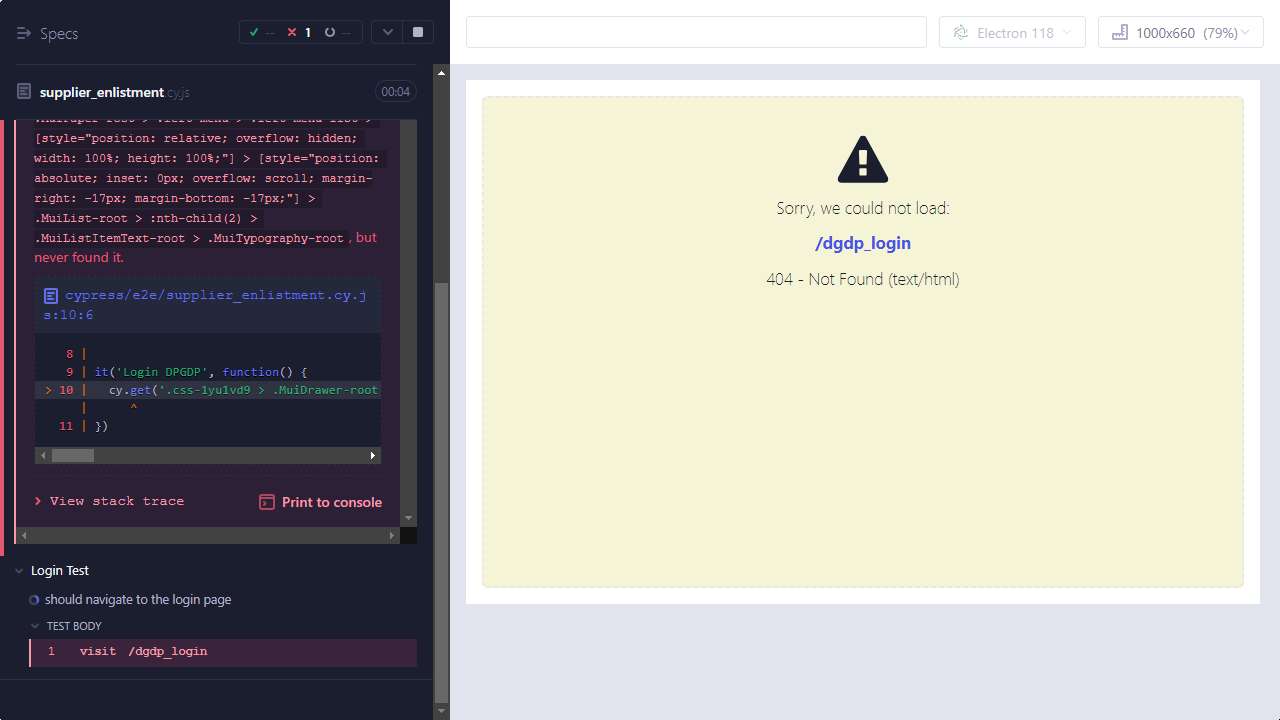 Specs
-- 1 --
Electron 118
1000x660 (79%)
supplier_enlistment.cy.js
00:04
[style="position: relative; overflow: hidden;
width: 100%; height: 100%;"] > [style="position:
absolute; inset: 0px; overflow: scroll; margin-
right: -17px; margin-bottom: -17px;"] >
.MuiList-root > :nth-child(2) >
.MuiListItemText-root > .MuiTypography-root, but
never found it.
cypress/e2e/supplier_enlistment.cy.j
s:10:6
8 |
9 | it('Login DPGDP', function() {
> 10 | cy.get('.css-1yu1vd9 > .MuiDrawer-root
| ^
11 | })
View stack trace
Print to console
Login Test
should navigate to the login page
TEST BODY
1 visit /dgdp_login
Sorry, we could not load:
/dgdp_login
404 - Not Found (text/html)